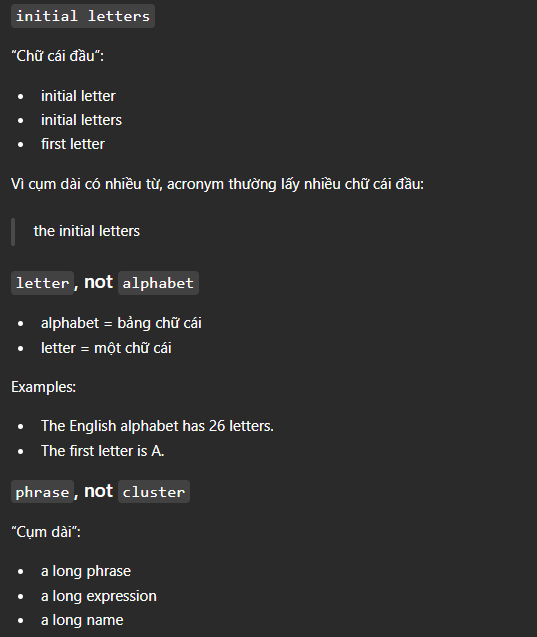 initial letters
“Chữ cái đầu”:
• initial letter
• initial letters
• first letter
Vì cụm dài có nhiều từ, acronym thường lấy nhiều chữ cái đầu:
the initial letters
letter, not alphabet
• alphabet = bảng chữ cái
• letter = một chữ cái
Examples:
• The English alphabet has 26 letters.
• The first letter is A.
phrase, not cluster
“Cụm dài”:
• a long phrase
• a long expression
• a long name